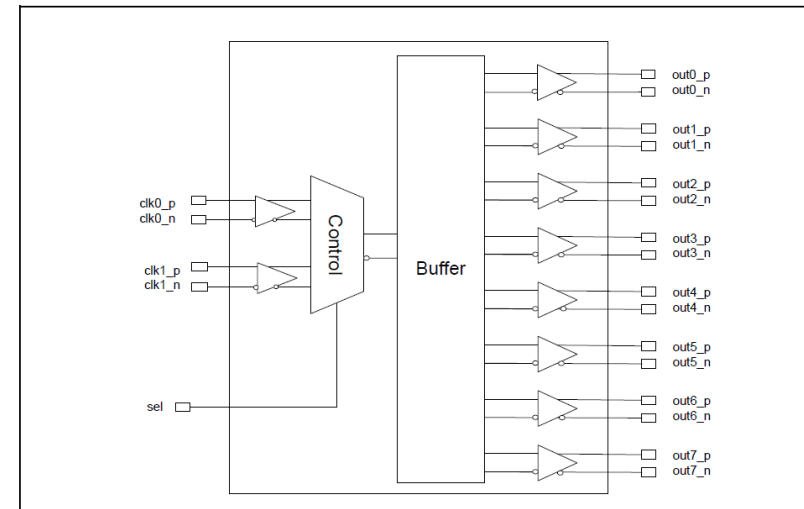 out0_p
out0_n
out1_p
out1_n
out2_p
out2_n
out3_p
out3_n
out4_p
out4_n
out5_p
out5_n
out6_p
out6_n
out7_p
out7_n
clk0_p
clk0_n
clk1_p
clk1_n
sel
Control
Buffer